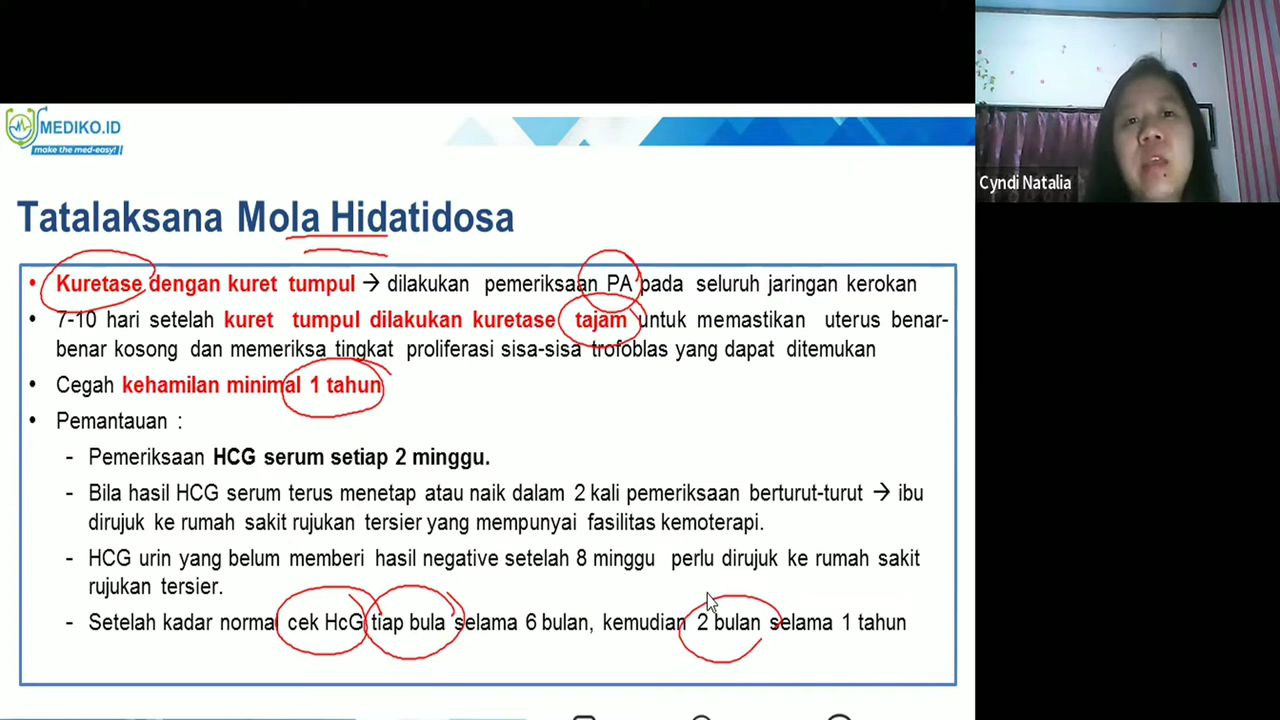 MEDIKO.ID
make the med-easy!
Cyndi Natalia
Tatalaksana Mola Hidatidosa
• Kuretase dengan kuret tumpul → dilakukan pemeriksaan PA pada seluruh jaringan kerokan
• 7-10 hari setelah kuret tumpul dilakukan kuretase tajam untuk memastikan uterus benar-
benar kosong dan memeriksa tingkat proliferasi sisa-sisa trofoblas yang dapat ditemukan
• Cegah kehamilan minimal 1 tahun
• Pemantauan :
- Pemeriksaan HCG serum setiap 2 minggu.
- Bila hasil HCG serum terus menetap atau naik dalam 2 kali pemeriksaan berturut-turut → ibu
dirujuk ke rumah sakit rujukan tersier yang mempunyai fasilitas kemoterapi.
- HCG urin yang belum memberi hasil negative setelah 8 minggu perlu dirujuk ke rumah sakit
rujukan tersier.
- Setelah kadar normal cek HcG tiap bula selama 6 bulan, kemudian 2 bulan selama 1 tahun